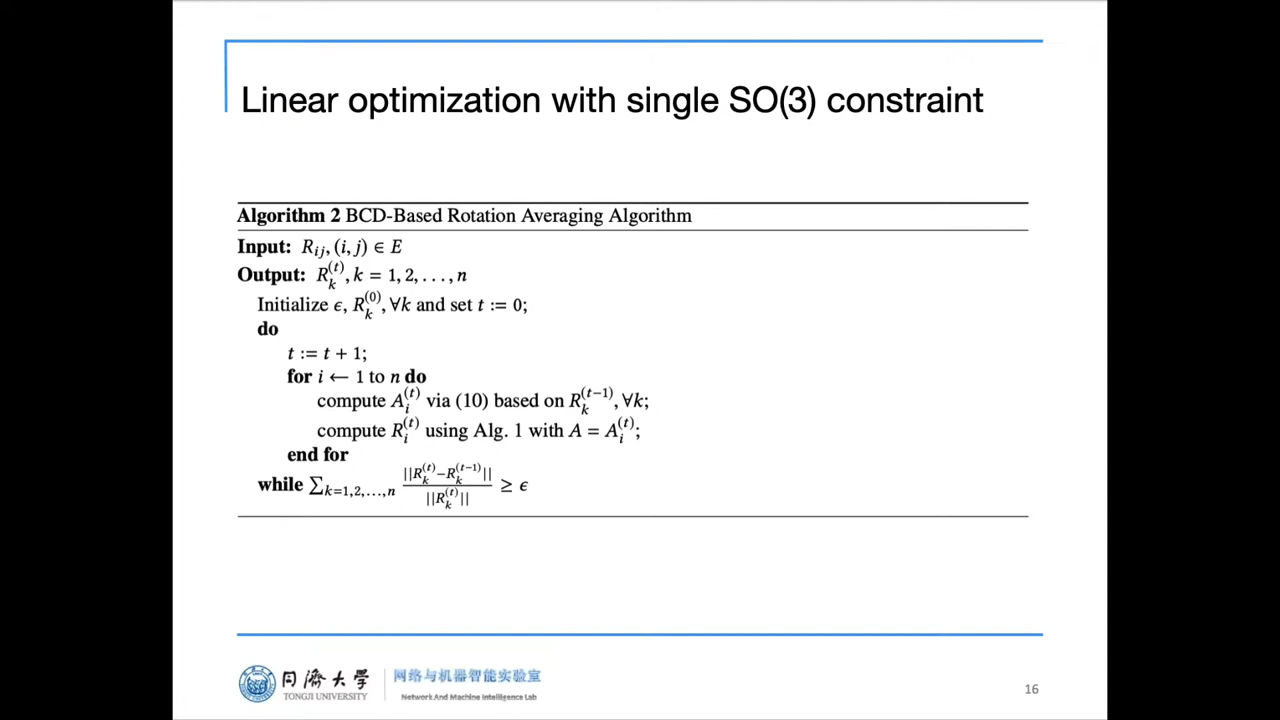 Linear optimization with single SO(3) constraint
Algorithm 2 BCD-Based Rotation Averaging Algorithm
Input: R_{ij}, (i, j) ∈ E
Output: R_k^{(t)}, k = 1, 2, . . . , n
Initialize ϵ, R_k^{(0)}, ∀k and set t := 0;
do
t := t + 1;
for i ← 1 to n do
compute A_i^{(t)} via (10) based on R_k^{(t−1)}, ∀k;
compute R_i^{(t)} using Alg. 1 with A = A_i^{(t)};
end for
while ∑_{k=1,2,...,n} \frac{||R_k^{(t)}−R_k^{(t−1)}||}{||R_k^{(t)}||} ≥ ϵ
同濟大學
TONGJI UNIVERSITY
网络与机器智能实验室
Network And Machine Intelligence Lab
16